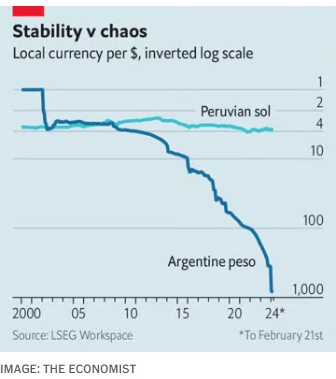 Stability v chaos
Local currency per $, inverted log scale
1
2
Peruvian sol
4
10
100
Argentine peso
1,000
2000 05 10 15 20 24*
Source: LSEG Workspace *To February 21st
IMAGE: THE ECONOMIST